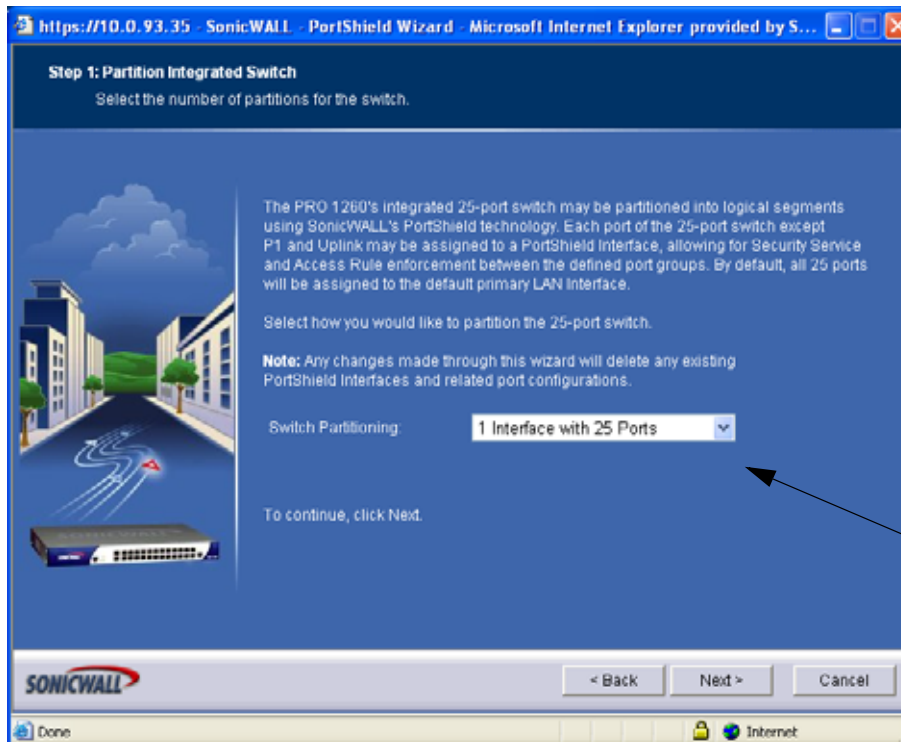 https://10.0.93.35 - SonicWALL - PortShield Wizard - Microsoft Internet Explorer provided by S...
Step 1: Partition Integrated Switch
Select the number of partitions for the switch.
The PRO 1260's integrated 25-port switch may be partitioned into logical segments
using SonicWALL's PortShield technology. Each port of the 25-port switch except
P1 and Uplink may be assigned to a PortShield Interface, allowing for Security Service
and Access Rule enforcement between the defined port groups. By default, all 25 ports
will be assigned to the default primary LAN Interface.
Select how you would like to partition the 25-port switch.
Note: Any changes made through this wizard will delete any existing
PortShield Interfaces and related port configurations.
Switch Partitioning: 1 Interface with 25 Ports
To continue, click Next.
SONICWALL
SONICWALL
< Back Next > Cancel
Done Internet